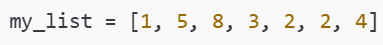 my_list = [1, 5, 8, 3, 2, 2, 4]